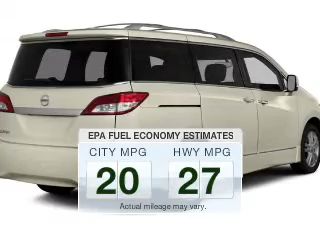 EPA FUEL ECONOMY ESTIMATES
CITY MPG HWY MPG
20 27
Actual mileage may vary.